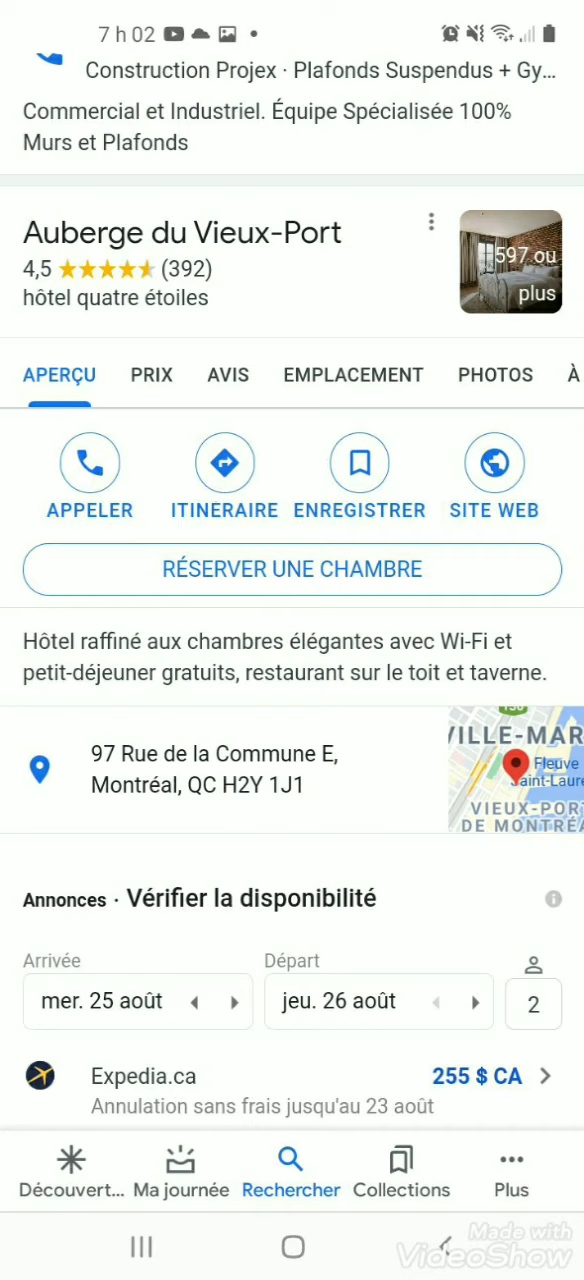 7 h 02
Construction Projex · Plafonds Suspendus + Gy...
Commercial et Industriel. Équipe Spécialisée 100%
Murs et Plafonds
Auberge du Vieux-Port
4,5 (392)
hôtel quatre étoiles
597 ou
plus
APERÇU PRIX AVIS EMPLACEMENT PHOTOS À
APPELER ITINERAIRE ENREGISTRER SITE WEB
RÉSERVER UNE CHAMBRE
Hôtel raffiné aux chambres élégantes avec Wi-Fi et
petit-déjeuner gratuits, restaurant sur le toit et taverne.
97 Rue de la Commune E,
Montréal, QC H2Y 1J1
VILLE-MAR
Fleuve
Saint-Laure
VIEUX-POR
DE MONTRÉA
Annonces · Vérifier la disponibilité
Arrivée Départ
mer. 25 août jeu. 26 août 2
Expedia.ca 255 $ CA
Annulation sans frais jusqu'au 23 août
Découvert... Ma journée Rechercher Collections Plus
Made with
VideoShow